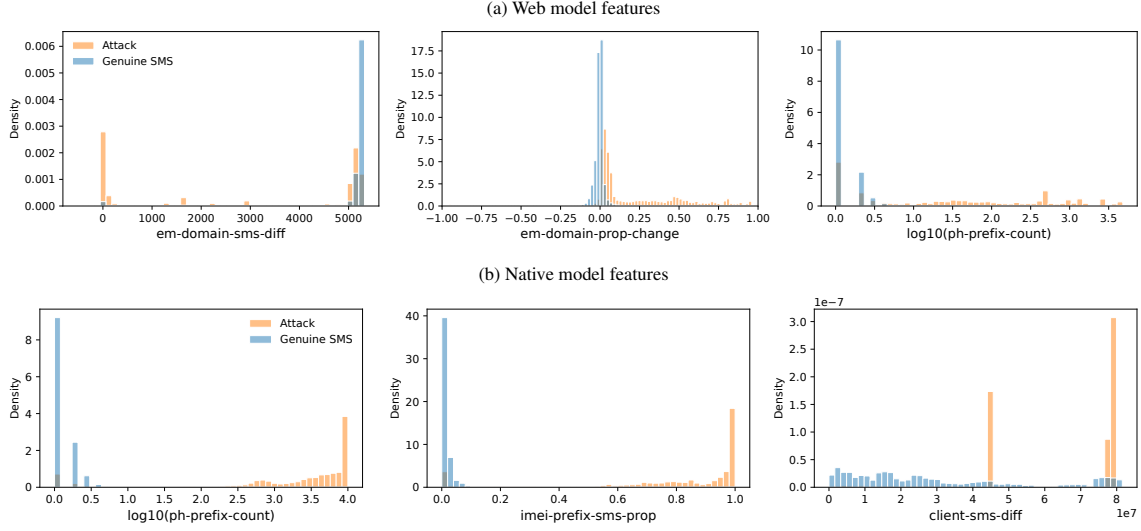 (a) Web model features
0.006
0.005
0.004
0.003
0.002
0.001
0.000
Density
Attack
Genuine SMS
0 1000 2000 3000 4000 5000
em-domain-sms-diff
17.5
15.0
12.5
10.0
7.5
5.0
2.5
0.0
Density
−1.00 −0.75 −0.50 −0.25 0.00 0.25 0.50 0.75 1.00
em-domain-prop-change
10
8
6
4
2
0
Density
0.0 0.5 1.0 1.5 2.0 2.5 3.0 3.5
log10(ph-prefix-count)
(b) Native model features
8
6
4
2
0
Density
Attack
Genuine SMS
0.0 0.5 1.0 1.5 2.0 2.5 3.0 3.5 4.0
log10(ph-prefix-count)
40
30
20
10
0
Density
0.0 0.2 0.4 0.6 0.8 1.0
imei-prefix-sms-prop
1e−7
3.0
2.5
2.0
1.5
1.0
0.5
0.0
Density
0 1 2 3 4 5 6 7 8
1e7
client-sms-diff